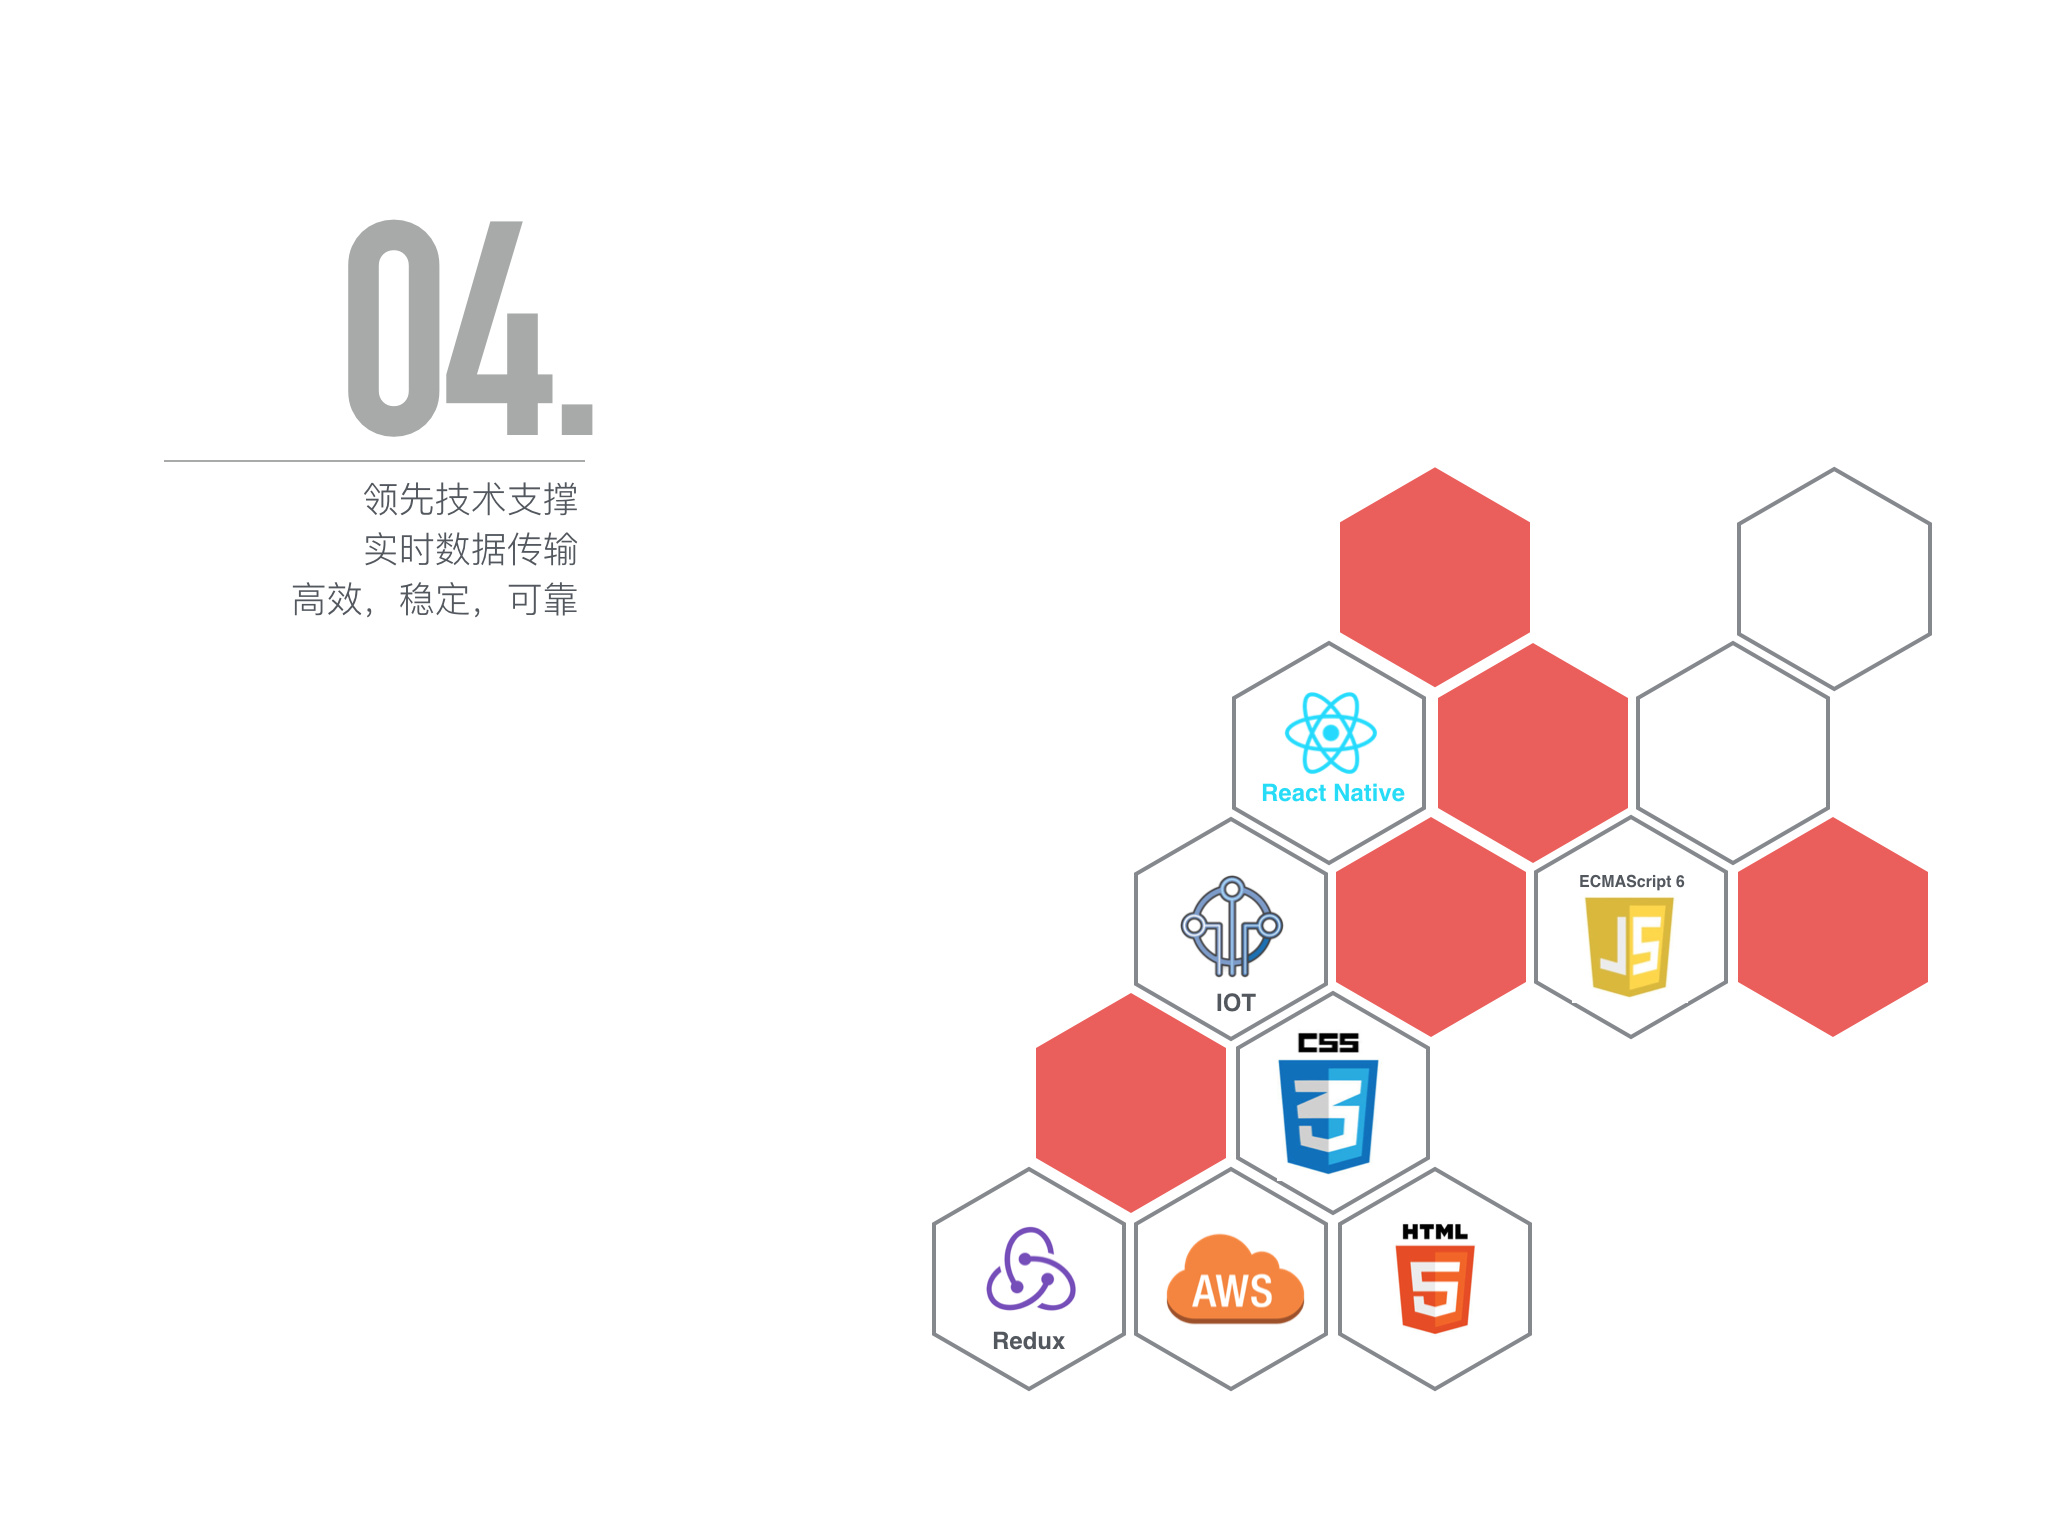 04.
领先技术支撑
实时数据传输
高效，稳定，可靠
React Native
ECMAScript 6
JS
IOT
CSS
3
Redux
AWS
HTML
5